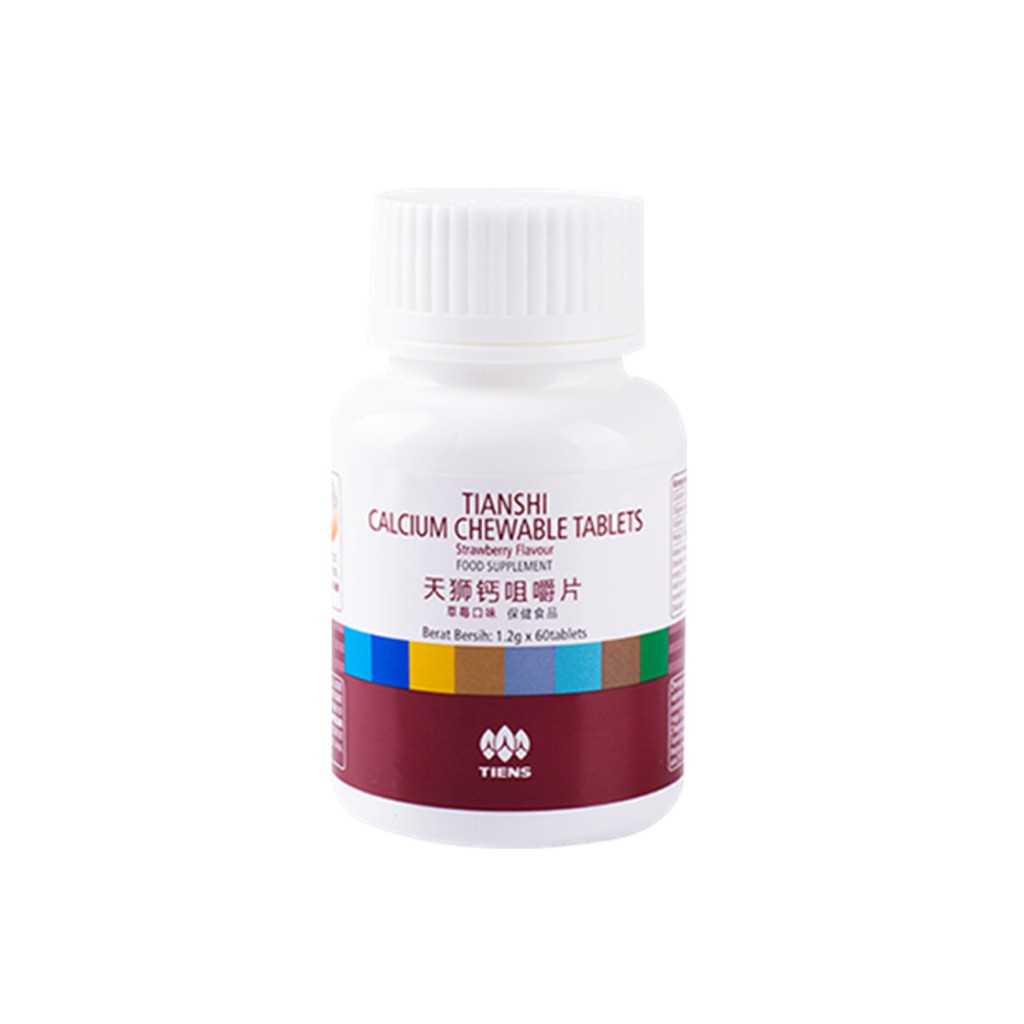 TIANSHI
CALCIUM CHEWABLE TABLETS
Strawberry Flavour
FOOD SUPPLEMENT
天狮钙咀嚼片
草莓口味 保健食品
Berat Bersih: 1.2g x 60tablets
TIENS